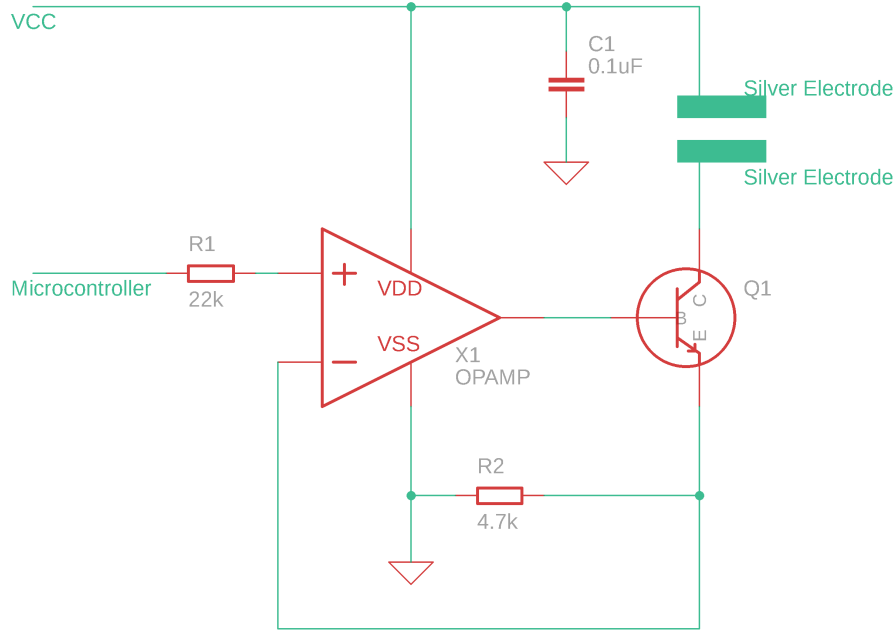 VCC
C1
0.1uF
Silver Electrode
Silver Electrode
R1
22k
Microcontroller
+
−
VDD
VSS
X1
OPAMP
Q1
C
B
E
R2
4.7k